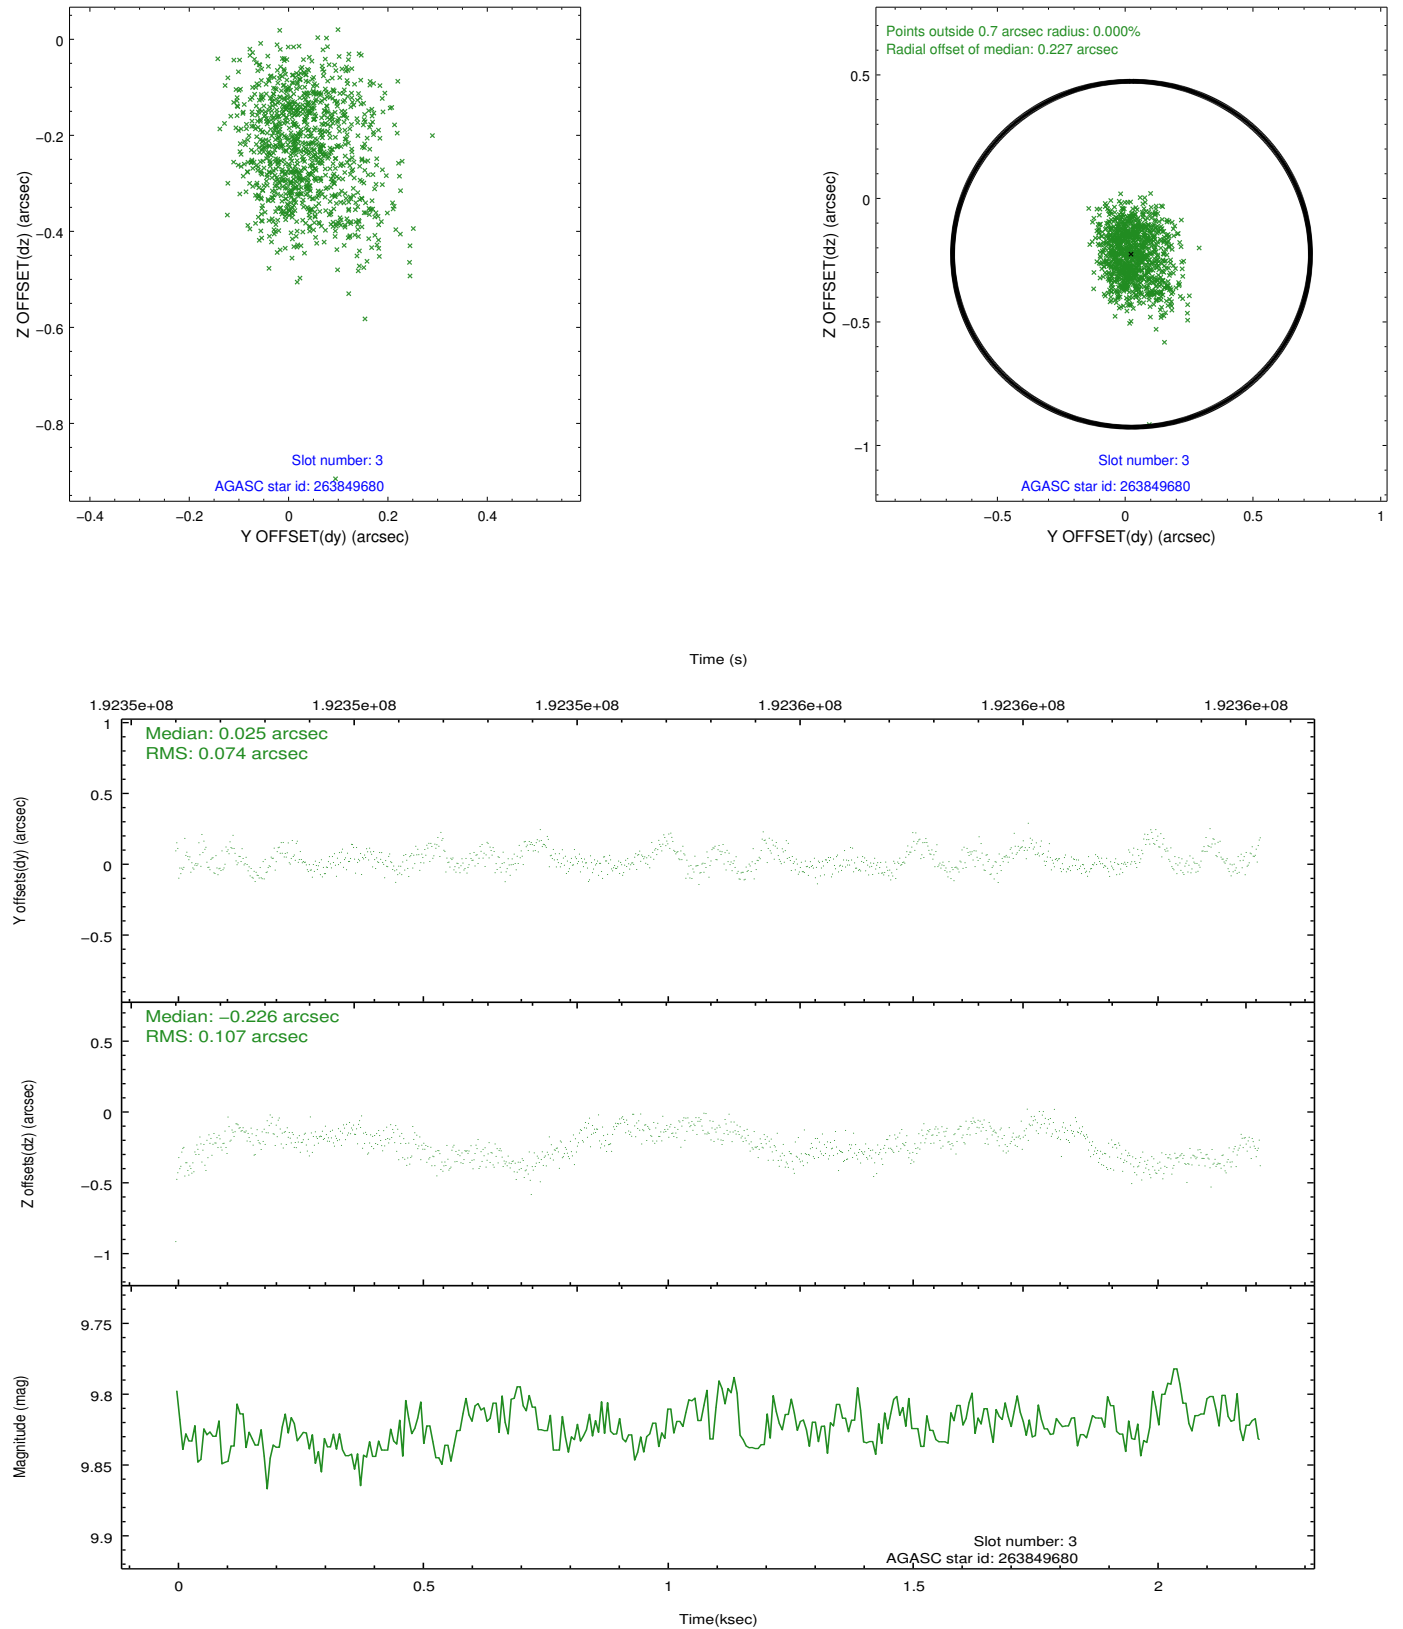 0
−0.2
−0.4
−0.6
−0.8
Z OFFSET(dz) (arcsec)
Slot number: 3
AGASC star id: 263849680
−0.4 −0.2 0 0.2 0.4
Y OFFSET(dy) (arcsec)
Points outside 0.7 arcsec radius: 0.000%
Radial offset of median: 0.227 arcsec
0.5
0
−0.5
−1
Z OFFSET(dz) (arcsec)
Slot number: 3
AGASC star id: 263849680
−0.5 0 0.5 1
Y OFFSET(dy) (arcsec)
Time (s)
1.9235e+08 1.9235e+08 1.9235e+08 1.9236e+08 1.9236e+08 1.9236e+08
Median: 0.025 arcsec
RMS: 0.074 arcsec
1
0.5
0
−0.5
Y offsets(dy) (arcsec)
Median: −0.226 arcsec
RMS: 0.107 arcsec
0.5
0
−0.5
−1
Z offsets(dz) (arcsec)
9.75
9.8
9.85
9.9
Magnitude (mag)
Slot number: 3
AGASC star id: 263849680
0 0.5 1 1.5 2
Time(ksec)